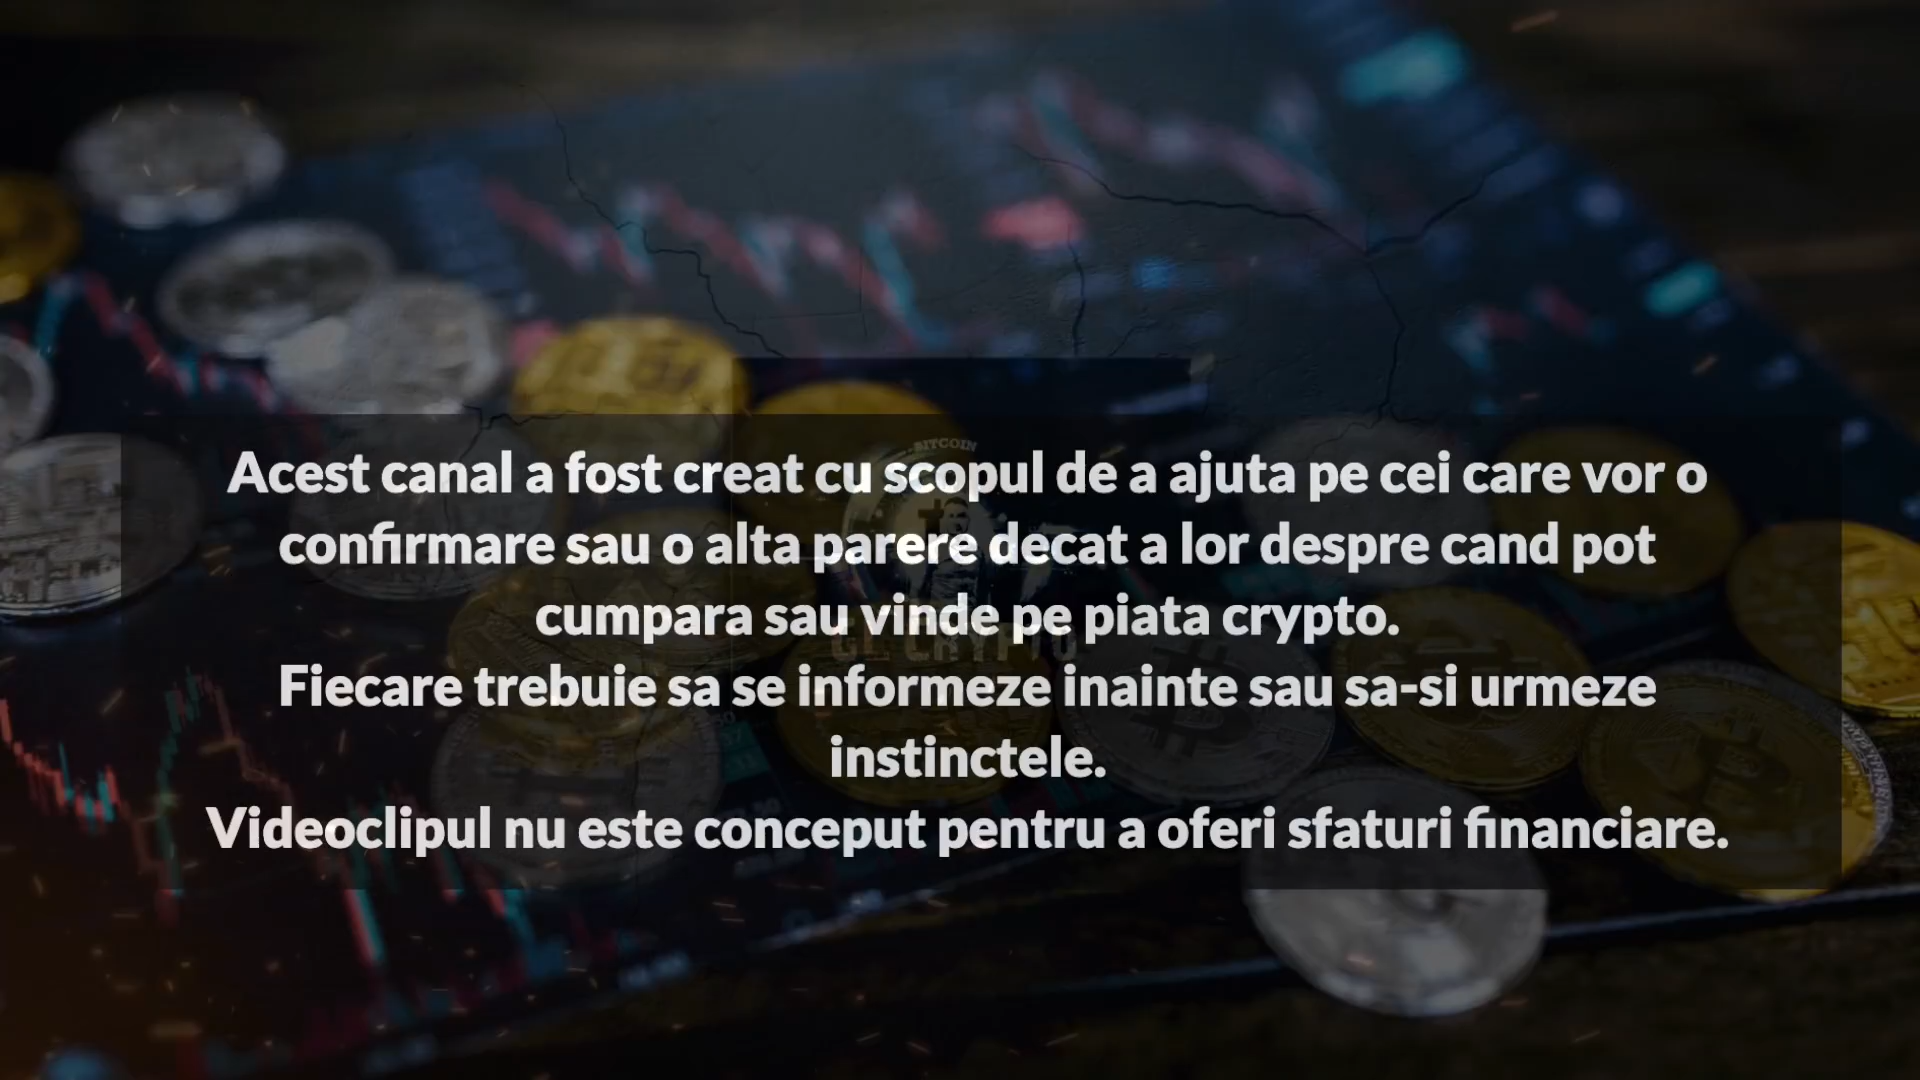 BITCOIN
Acest canal a fost creat cu scopul de a ajuta pe cei care vor o
confirmare sau o alta parere decat a lor despre cand pot
cumpara sau vinde pe piata crypto.
CRYPTO
Fiecare trebuie sa se informeze inainte sau sa-si urmeze
instinctele.
Videoclipul nu este conceput pentru a oferi sfaturi financiare.